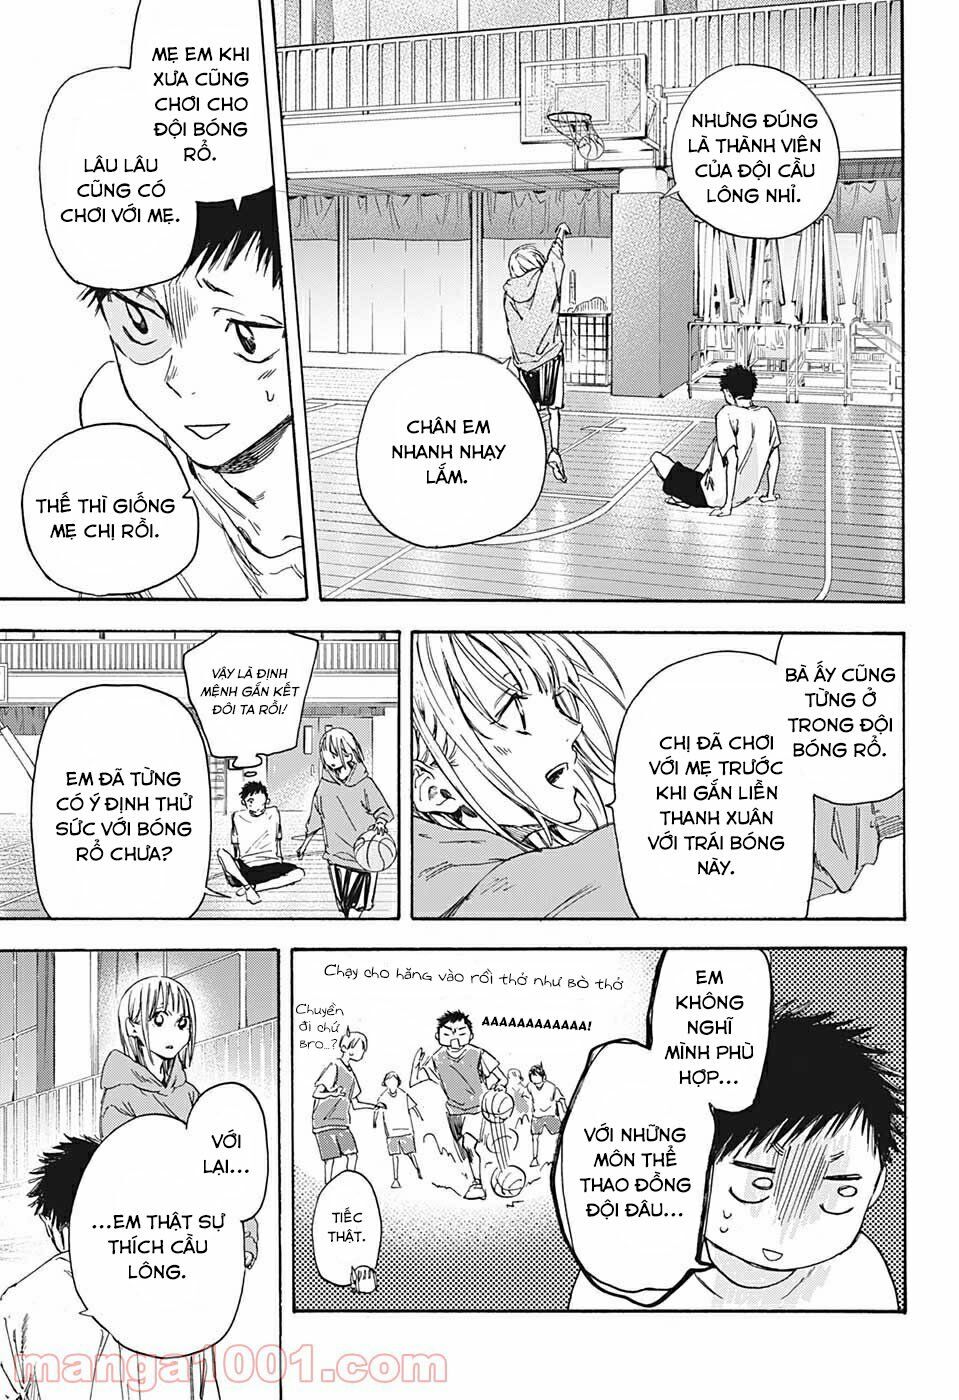 NHƯNG ĐÚNG
LÀ THÀNH VIÊN
CỦA ĐỘI CẦU
LÔNG NHỈ.
CHÂN EM
NHANH NHẠY
LẮM.
MẸ EM KHI
XƯA CŨNG
CHƠI CHO
ĐỘI BÓNG
RỔ.
LÂU LÂU
CŨNG CÓ
CHƠI VỚI MẸ.
THẾ THÌ GIỐNG
MẸ CHỊ RỒI.
BÀ ẤY CŨNG
TỪNG Ở
TRONG ĐỘI
BÓNG RỔ.
CHỊ ĐÃ CHƠI
VỚI MẸ TRƯỚC
KHI GẮN LIỀN
THANH XUÂN
VỚI TRÁI BÓNG
NÀY.
VẬY LÀ ĐỊNH
MỆNH GẮN KẾT
ĐÔI TA RỒI!
EM ĐÃ TỪNG
CÓ Ý ĐỊNH THỬ
SỨC VỚI BÓNG
RỔ CHƯA?
EM
KHÔNG
NGHĨ
MÌNH PHÙ
HỢP...
VỚI NHỮNG
MÔN THỂ
THAO ĐỒNG
ĐỘI ĐÂU...
Chạy cho hăng vào rồi thở như Bò thở
AAAAAAAAAAAA!
Chuyền
đi chứ
Bro...?
TIẾC
THẬT.
VỚI
LẠI...
...EM THẬT SỰ
THÍCH CẦU
LÔNG.
manga1001.com